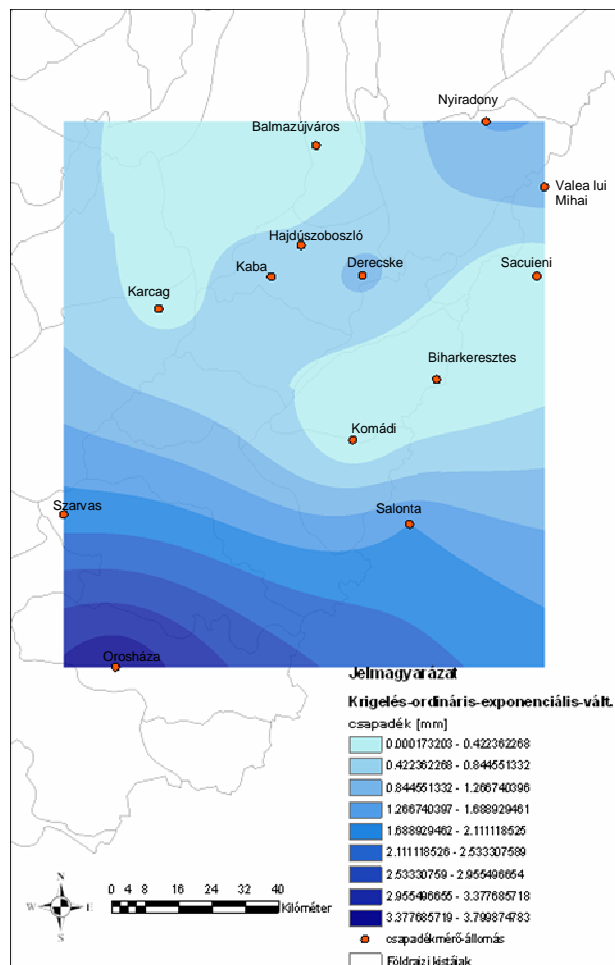 Nyiradony
Balmazújváros
Valea lui
Mihai
Hajdúszoboszló
Kaba
Derecske
Sacuieni
Karcag
Biharkeresztes
Komádi
Szarvas
Salonta
Orosháza
Jelmagyarázat
Krigelés-ordináris-exponenciális-vált.
csapadék [mm]
0.000173203 - 0.422362268
0.422362268 - 0.844551332
0.844551332 - 1.266740396
1.266740397 - 1.688929461
1.688929462 - 2.111118525
2.111118526 - 2.533307589
2.53330759 - 2.955496654
2.955496655 - 3.377685718
3.377685719 - 3.799874783
csapadékmérő-állomás
Földrajzi kistájak
N
W E
S
0 4 8 16 24 32 40
Kilóméter